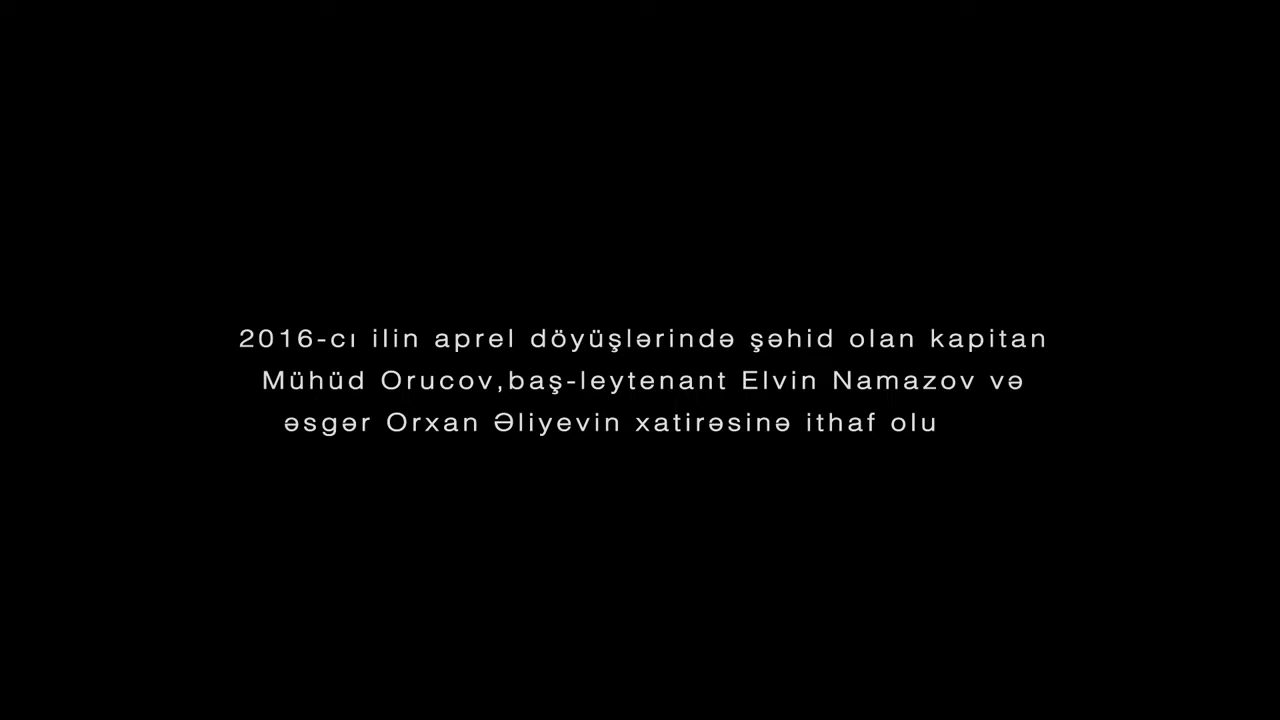 2016-cı ilin aprel döyüşlərində şəhid olan kapitan
Mühüd Orucov,baş-leytenant Elvin Namazov və
əsgər Orxan Əliyevin xatirəsinə ithaf olu